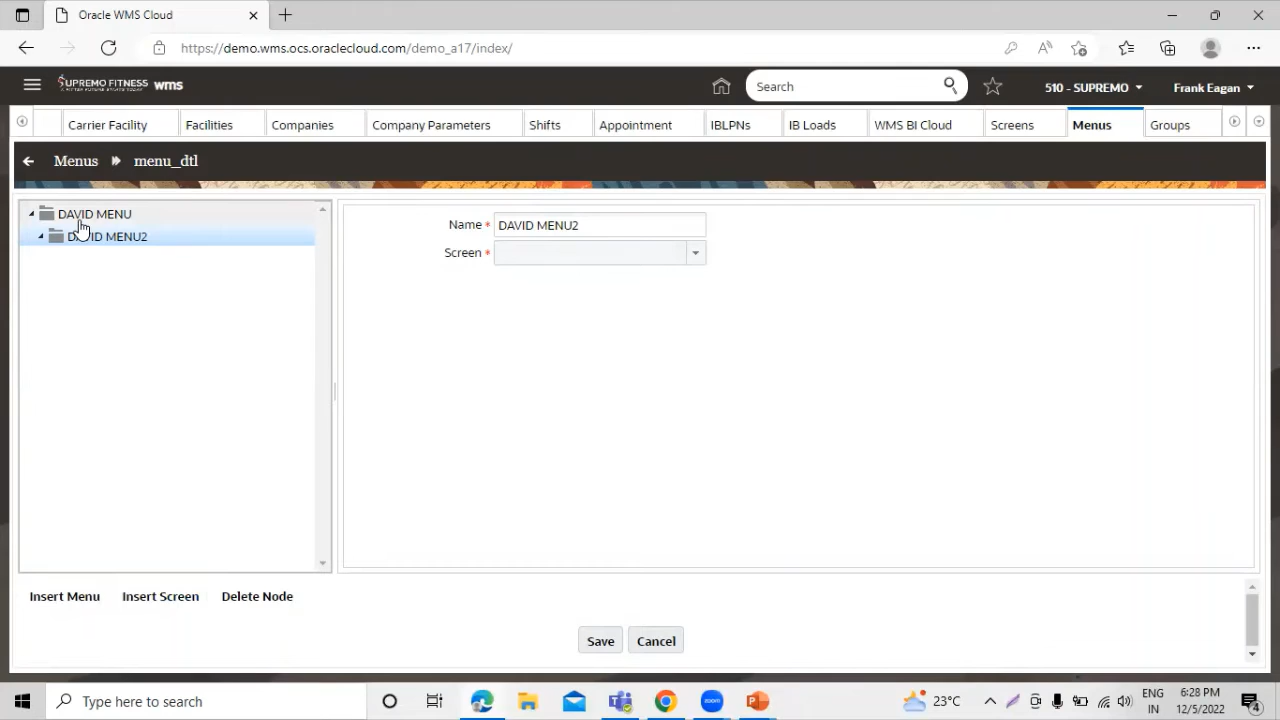 Oracle WMS Cloud
https://demo.wms.ocs.oraclecloud.com/demo_a17/index/
SUPREMO FITNESS wms
Search
510 - SUPREMO
Frank Eagan
Carrier Facility
Facilities
Companies
Company Parameters
Shifts
Appointment
IBLPNs
IB Loads
WMS BI Cloud
Screens
Menus
Groups
Menus
menu_dtl
DAVID MENU
DAVID MENU2
Name * DAVID MENU2
Screen *
Insert Menu
Insert Screen
Delete Node
Save
Cancel
Type here to search
23°C
ENG
IN
6:28 PM
12/5/2022
4
zoom